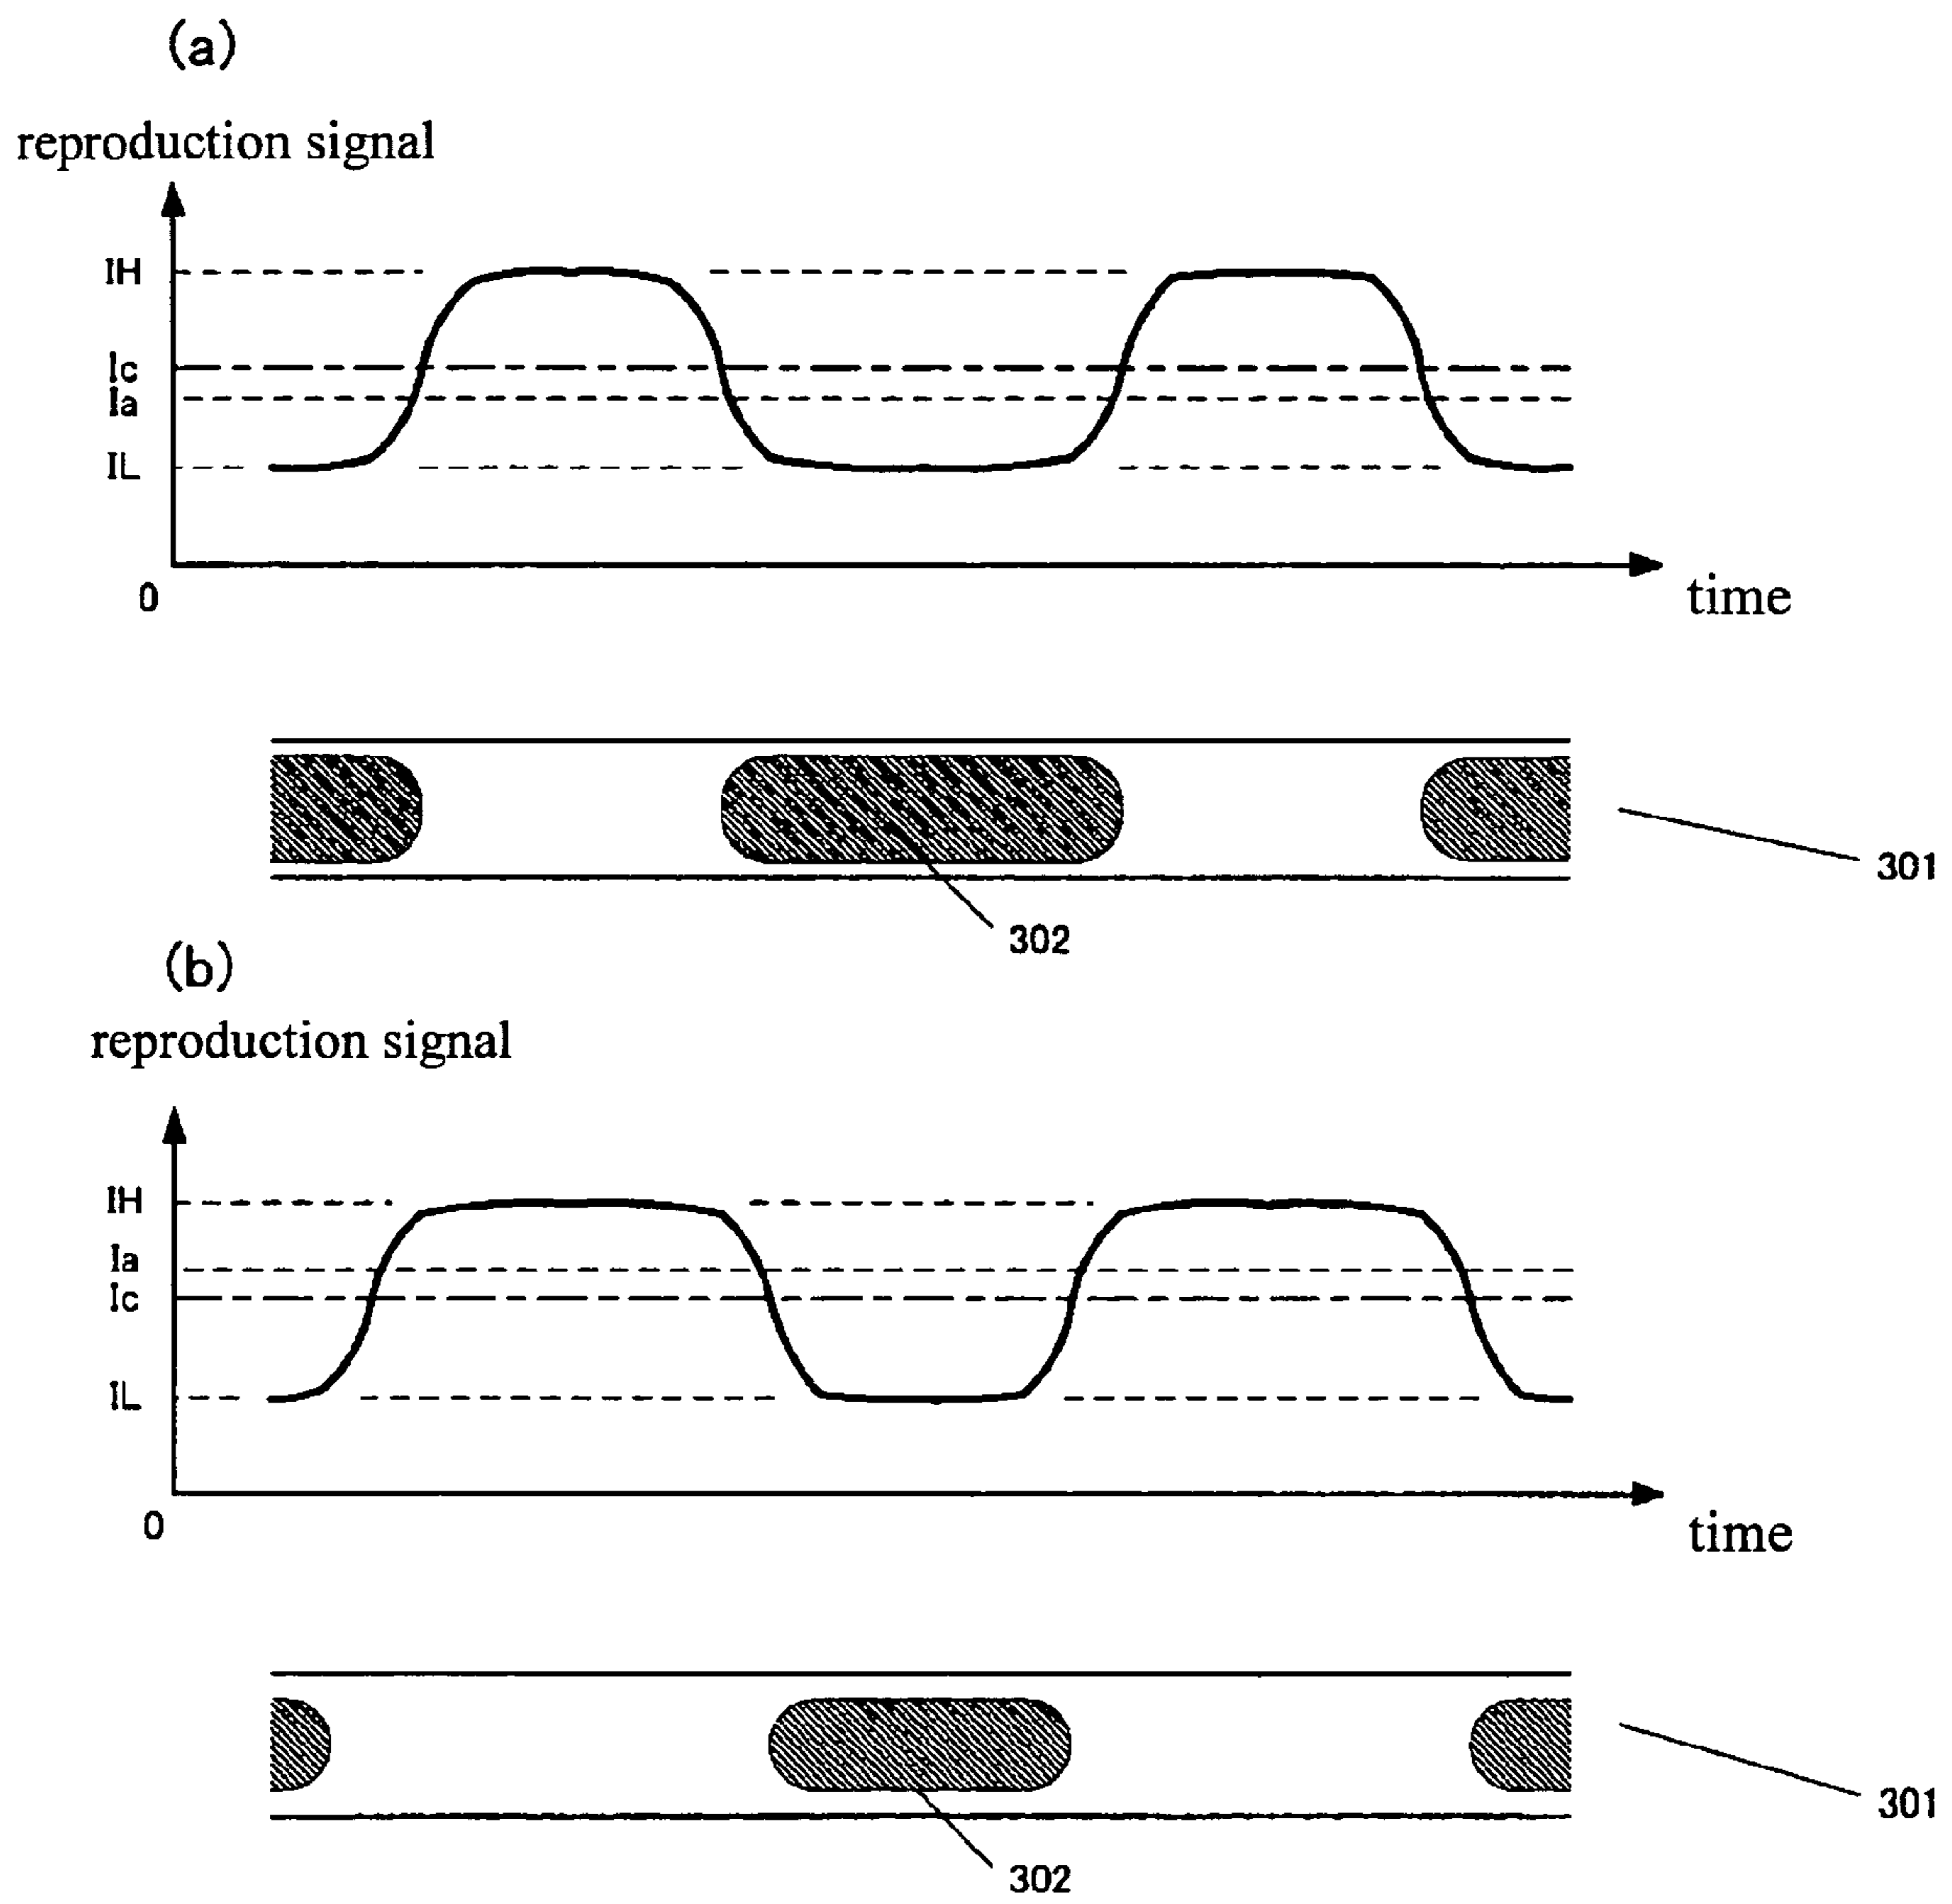 (a)
reproduction signal
IH
Ic
Ia
IL
0
time
301
302
(b)
reproduction signal
IH
Ia
Ic
IL
0
time
301
302